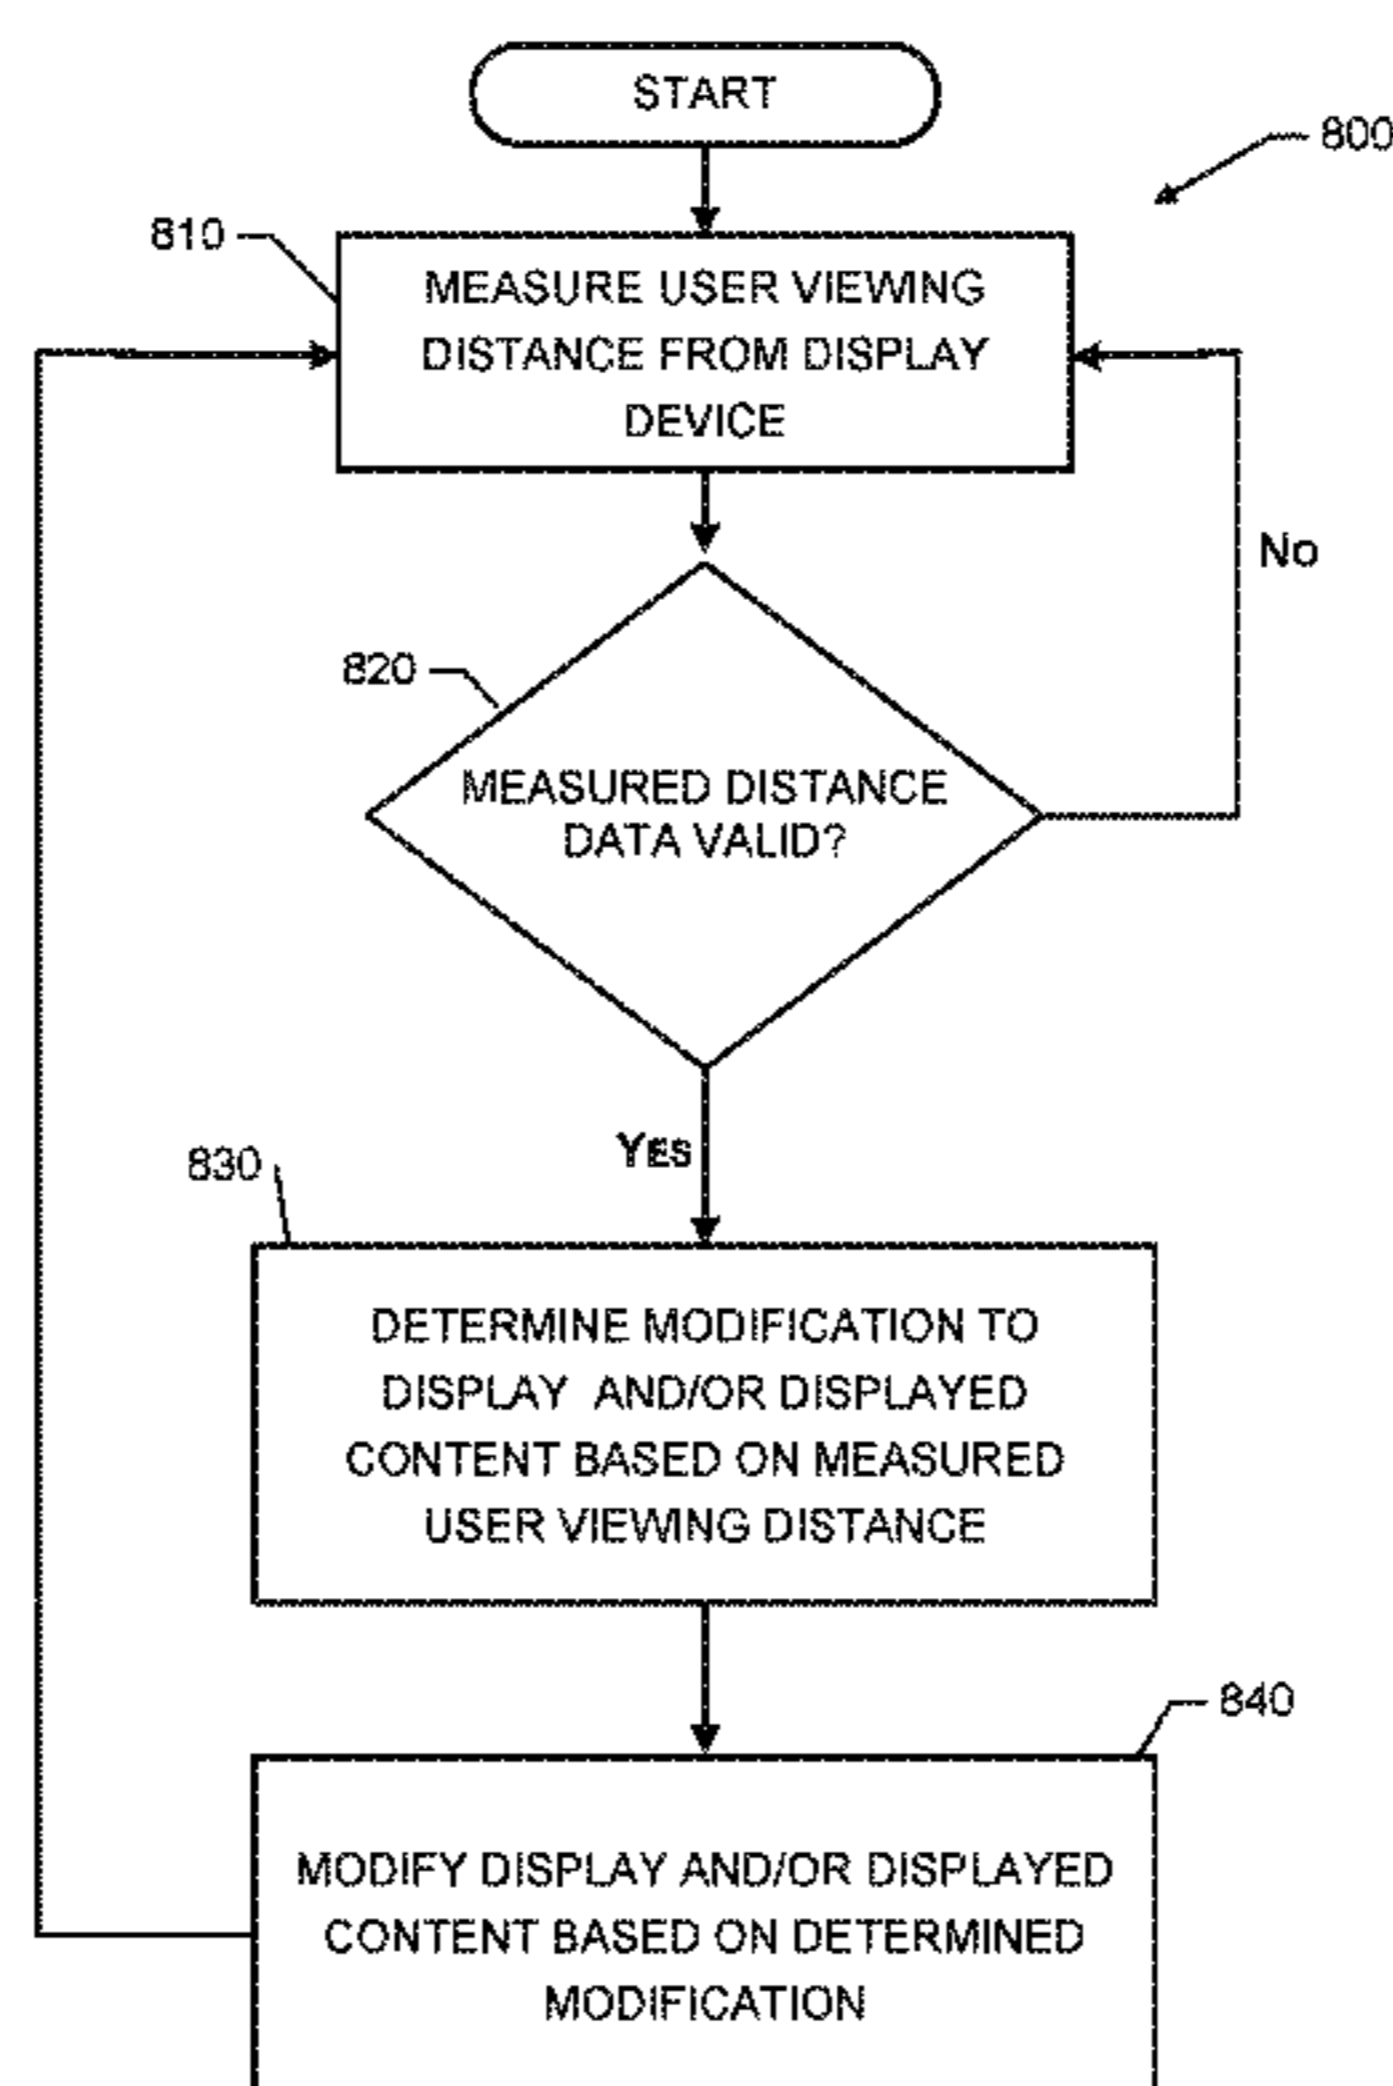 START
800
810
MEASURE USER VIEWING
DISTANCE FROM DISPLAY
DEVICE
No
820
MEASURED DISTANCE
DATA VALID?
YES
830
DETERMINE MODIFICATION TO
DISPLAY AND/OR DISPLAYED
CONTENT BASED ON MEASURED
USER VIEWING DISTANCE
840
MODIFY DISPLAY AND/OR DISPLAYED
CONTENT BASED ON DETERMINED
MODIFICATION